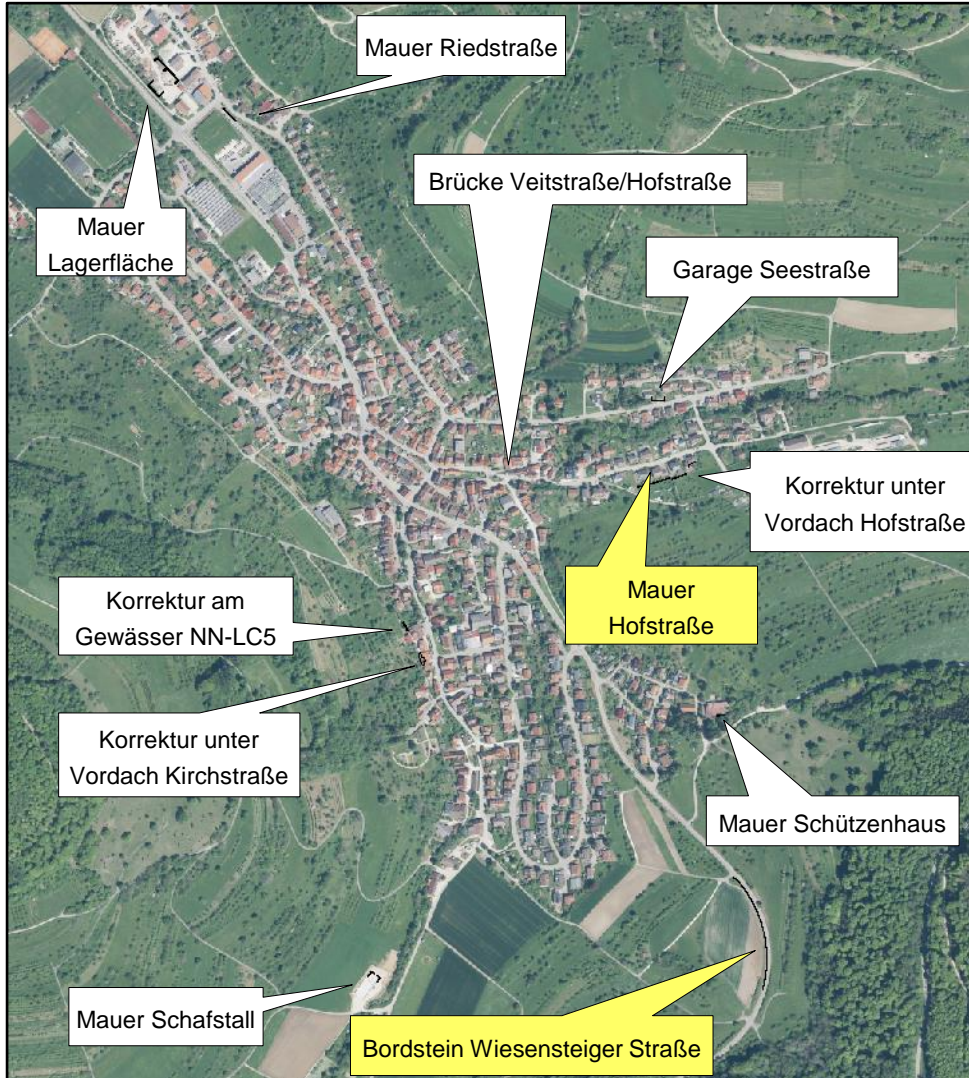 Mauer Riedstraße
Brücke Veitstraße/Hofstraße
Mauer
Lagerfläche
Garage Seestraße
Korrektur unter
Vordach Hofstraße
Mauer
Hofstraße
Korrektur am
Gewässer NN-LC5
Korrektur unter
Vordach Kirchstraße
Mauer Schützenhaus
Mauer Schafstall
Bordstein Wiesensteiger Straße